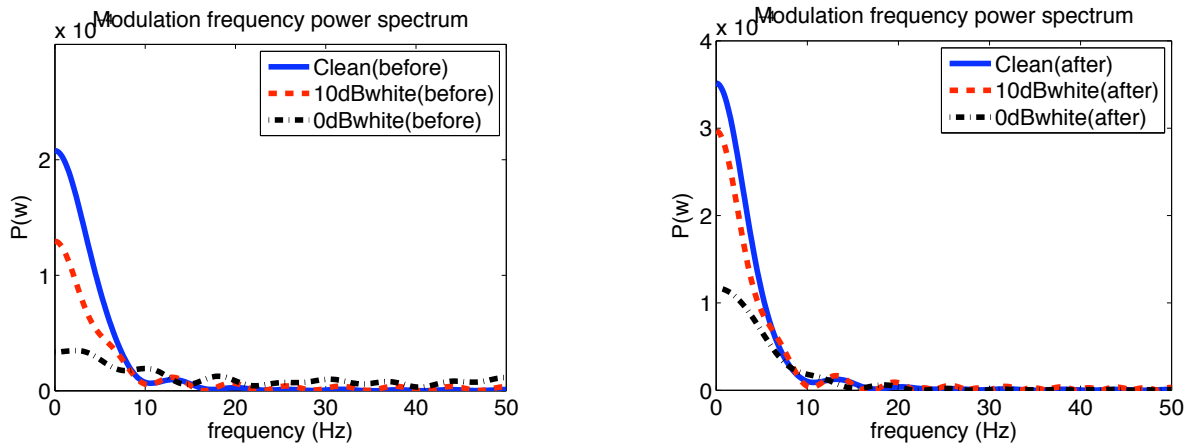 x 10
-4
Modulation frequency power spectrum
Clean(before)
10dBwhite(before)
0dBwhite(before)
2
1
0
P(w)
0 10 20 30 40 50
frequency (Hz)
x 10
-4
Modulation frequency power spectrum
Clean(after)
10dBwhite(after)
0dBwhite(after)
4
3
2
1
0
P(w)
0 10 20 30 40 50
frequency (Hz)